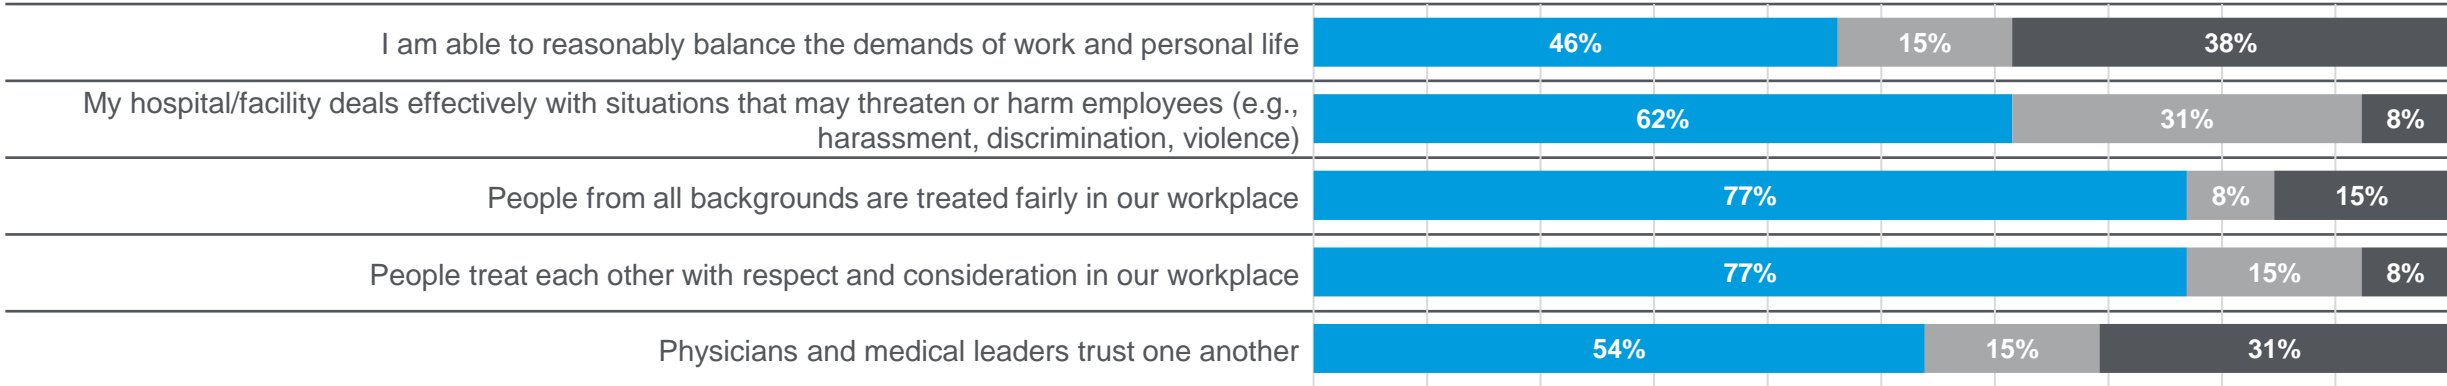 I am able to reasonably balance the demands of work and personal life
46% 15% 38%
My hospital/facility deals effectively with situations that may threaten or harm employees (e.g.,
harassment, discrimination, violence)
62% 31% 8%
People from all backgrounds are treated fairly in our workplace
77% 8% 15%
People treat each other with respect and consideration in our workplace
77% 15% 8%
Physicians and medical leaders trust one another
54% 15% 31%